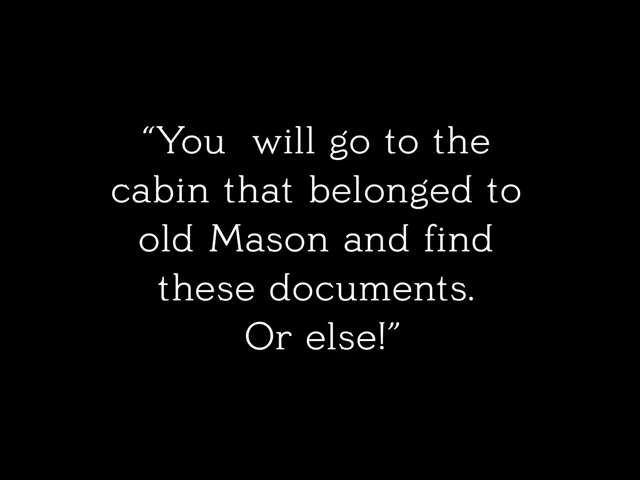 “You  will go to the
cabin that belonged to
old Mason and find
these documents.
Or else!”